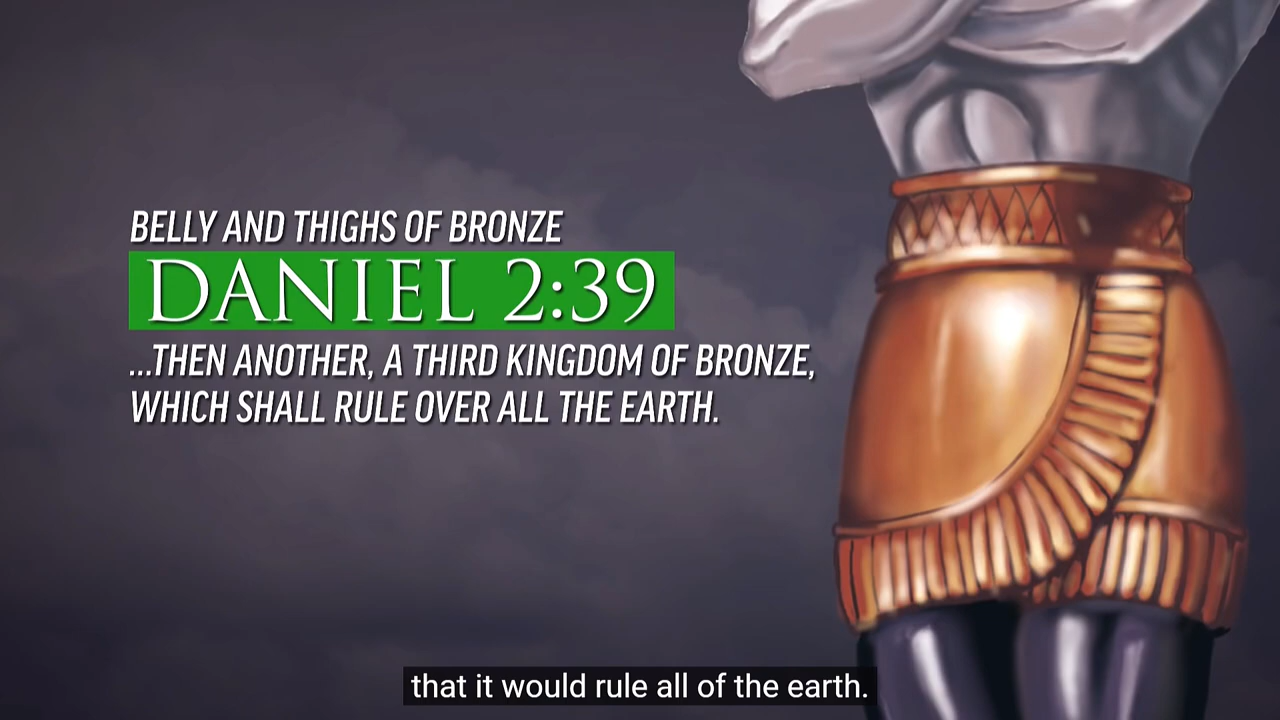 BELLY AND THIGHS OF BRONZE
DANIEL 2:39
...THEN ANOTHER, A THIRD KINGDOM OF BRONZE,
WHICH SHALL RULE OVER ALL THE EARTH.
that it would rule all of the earth.